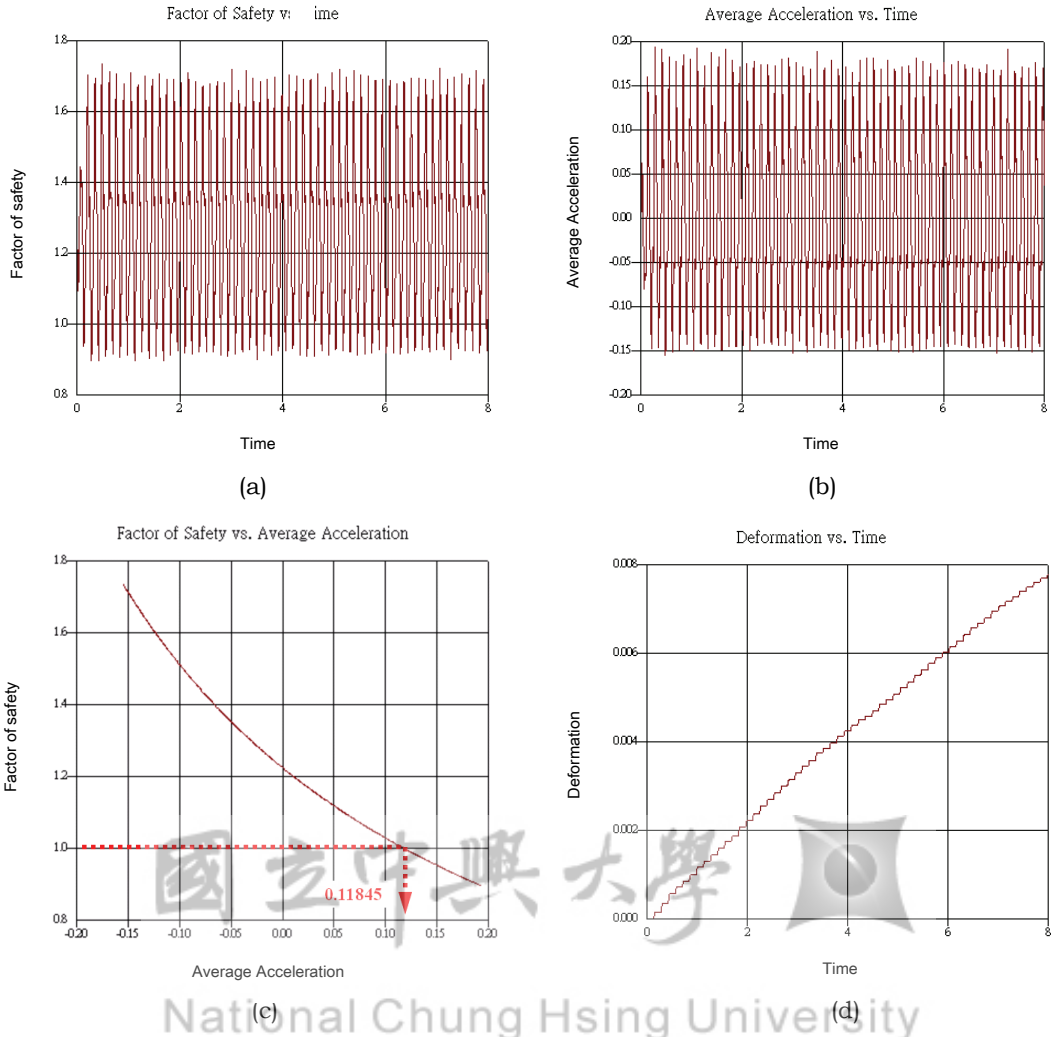 Factor of Safety vs ime
1.8
1.6
1.4
1.2
1.0
0.8
0
2
4
6
8
Factor of safety
Time
(a)
Average Acceleration vs. Time
0.20
0.15
0.10
0.05
0.00
-0.05
-0.10
-0.15
-0.20
0
2
4
6
8
Average Acceleration
Time
(b)
Factor of Safety vs. Average Acceleration
1.8
1.6
1.4
1.2
1.0
0.8
-0.20
-0.15
-0.10
-0.05
0.00
0.05
0.10
0.15
0.20
0.11845
Factor of safety
Average Acceleration
(c)
Deformation vs. Time
0.008
0.006
0.004
0.002
0.000
0
2
4
6
8
Deformation
Time
(d)
國立中興大學
National Chung Hsing University